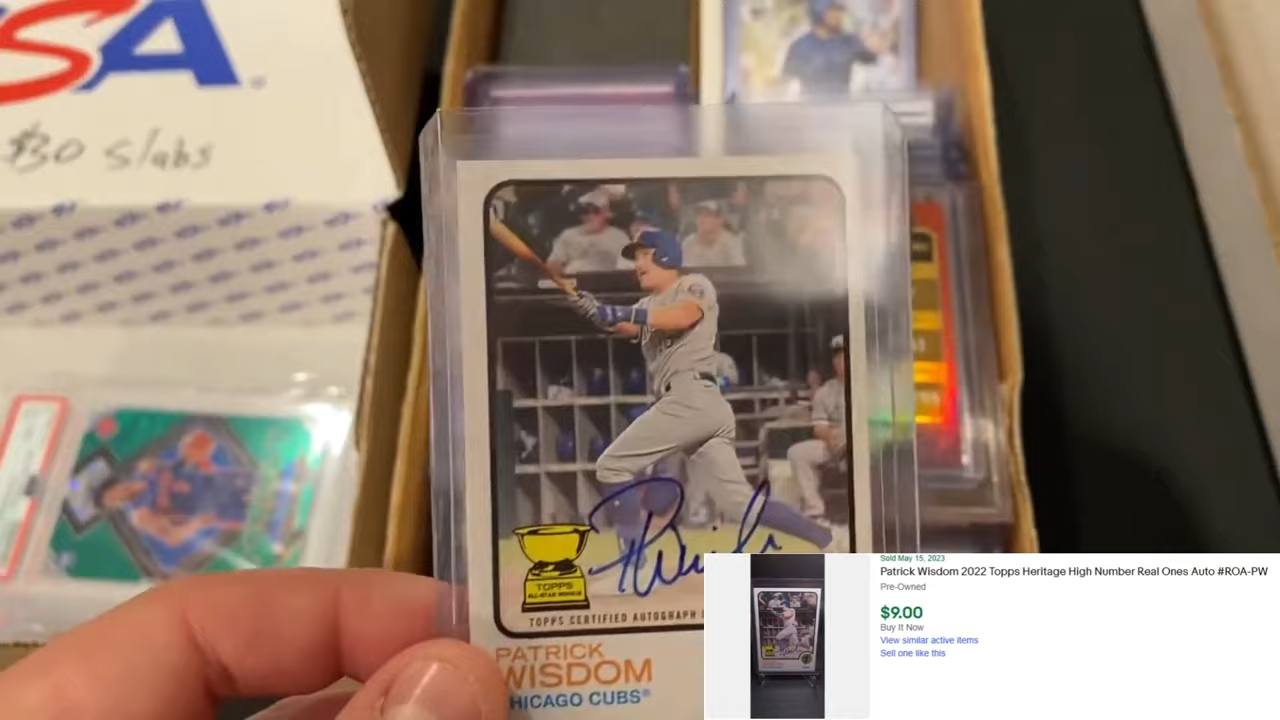 SA
$30 slabs
TOPPS
ALL-STAR ROOKIE
TOPPS CERTIFIED AUTOGRAPH
PATRICK
WISDOM
CHICAGO CUBS®
Sold May 15, 2023
Patrick Wisdom 2022 Topps Heritage High Number Real Ones Auto #ROA-PW
Pre-Owned
$9.00
Buy It Now
View similar active items
Sell one like this